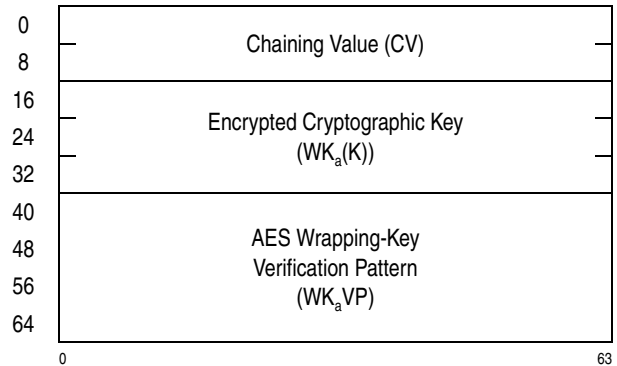 0
Chaining Value (CV)
8
16
Encrypted Cryptographic Key
24
(WKₐ(K))
32
40
AES Wrapping-Key
48
Verification Pattern
56
(WKₐVP)
64
0 63